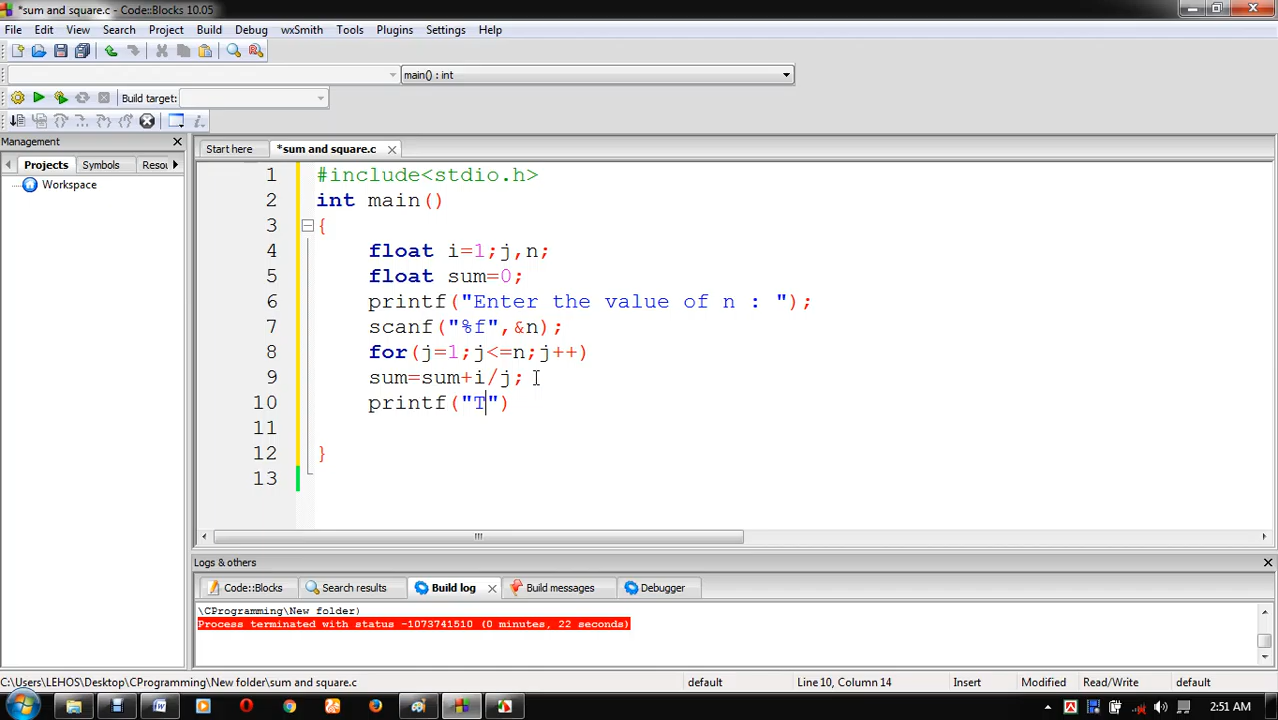 *sum and square.c - Code::Blocks 10.05
File Edit View Search Project Build Debug wxSmith Tools Plugins Settings Help
main() : int
Build target:
Management
Projects Symbols Resou
Workspace
Start here *sum and square.c
1 #include<stdio.h>
2 int main()
3 {
4 float i=1;j,n;
5 float sum=0;
6 printf("Enter the value of n : ");
7 scanf("%f",&n);
8 for(j=1;j<=n;j++)
9 sum=sum+i/j;
10 printf("T")
11
12 }
13
Logs & others
Code::Blocks Search results Build log Build messages Debugger
\CProgramming\New folder)
Process terminated with status -1073741510 (0 minutes, 22 seconds)
C:\Users\LEHOS\Desktop\CProgramming\New folder\sum and square.c default Line 10, Column 14 Insert Modified Read/Write default
2:51 AM